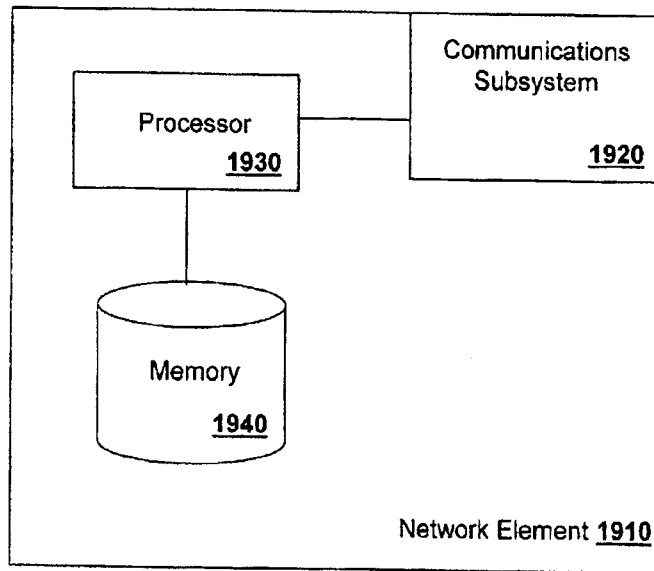 Communications
Subsystem
1920
Processor
1930
Memory
1940
Network Element 1910